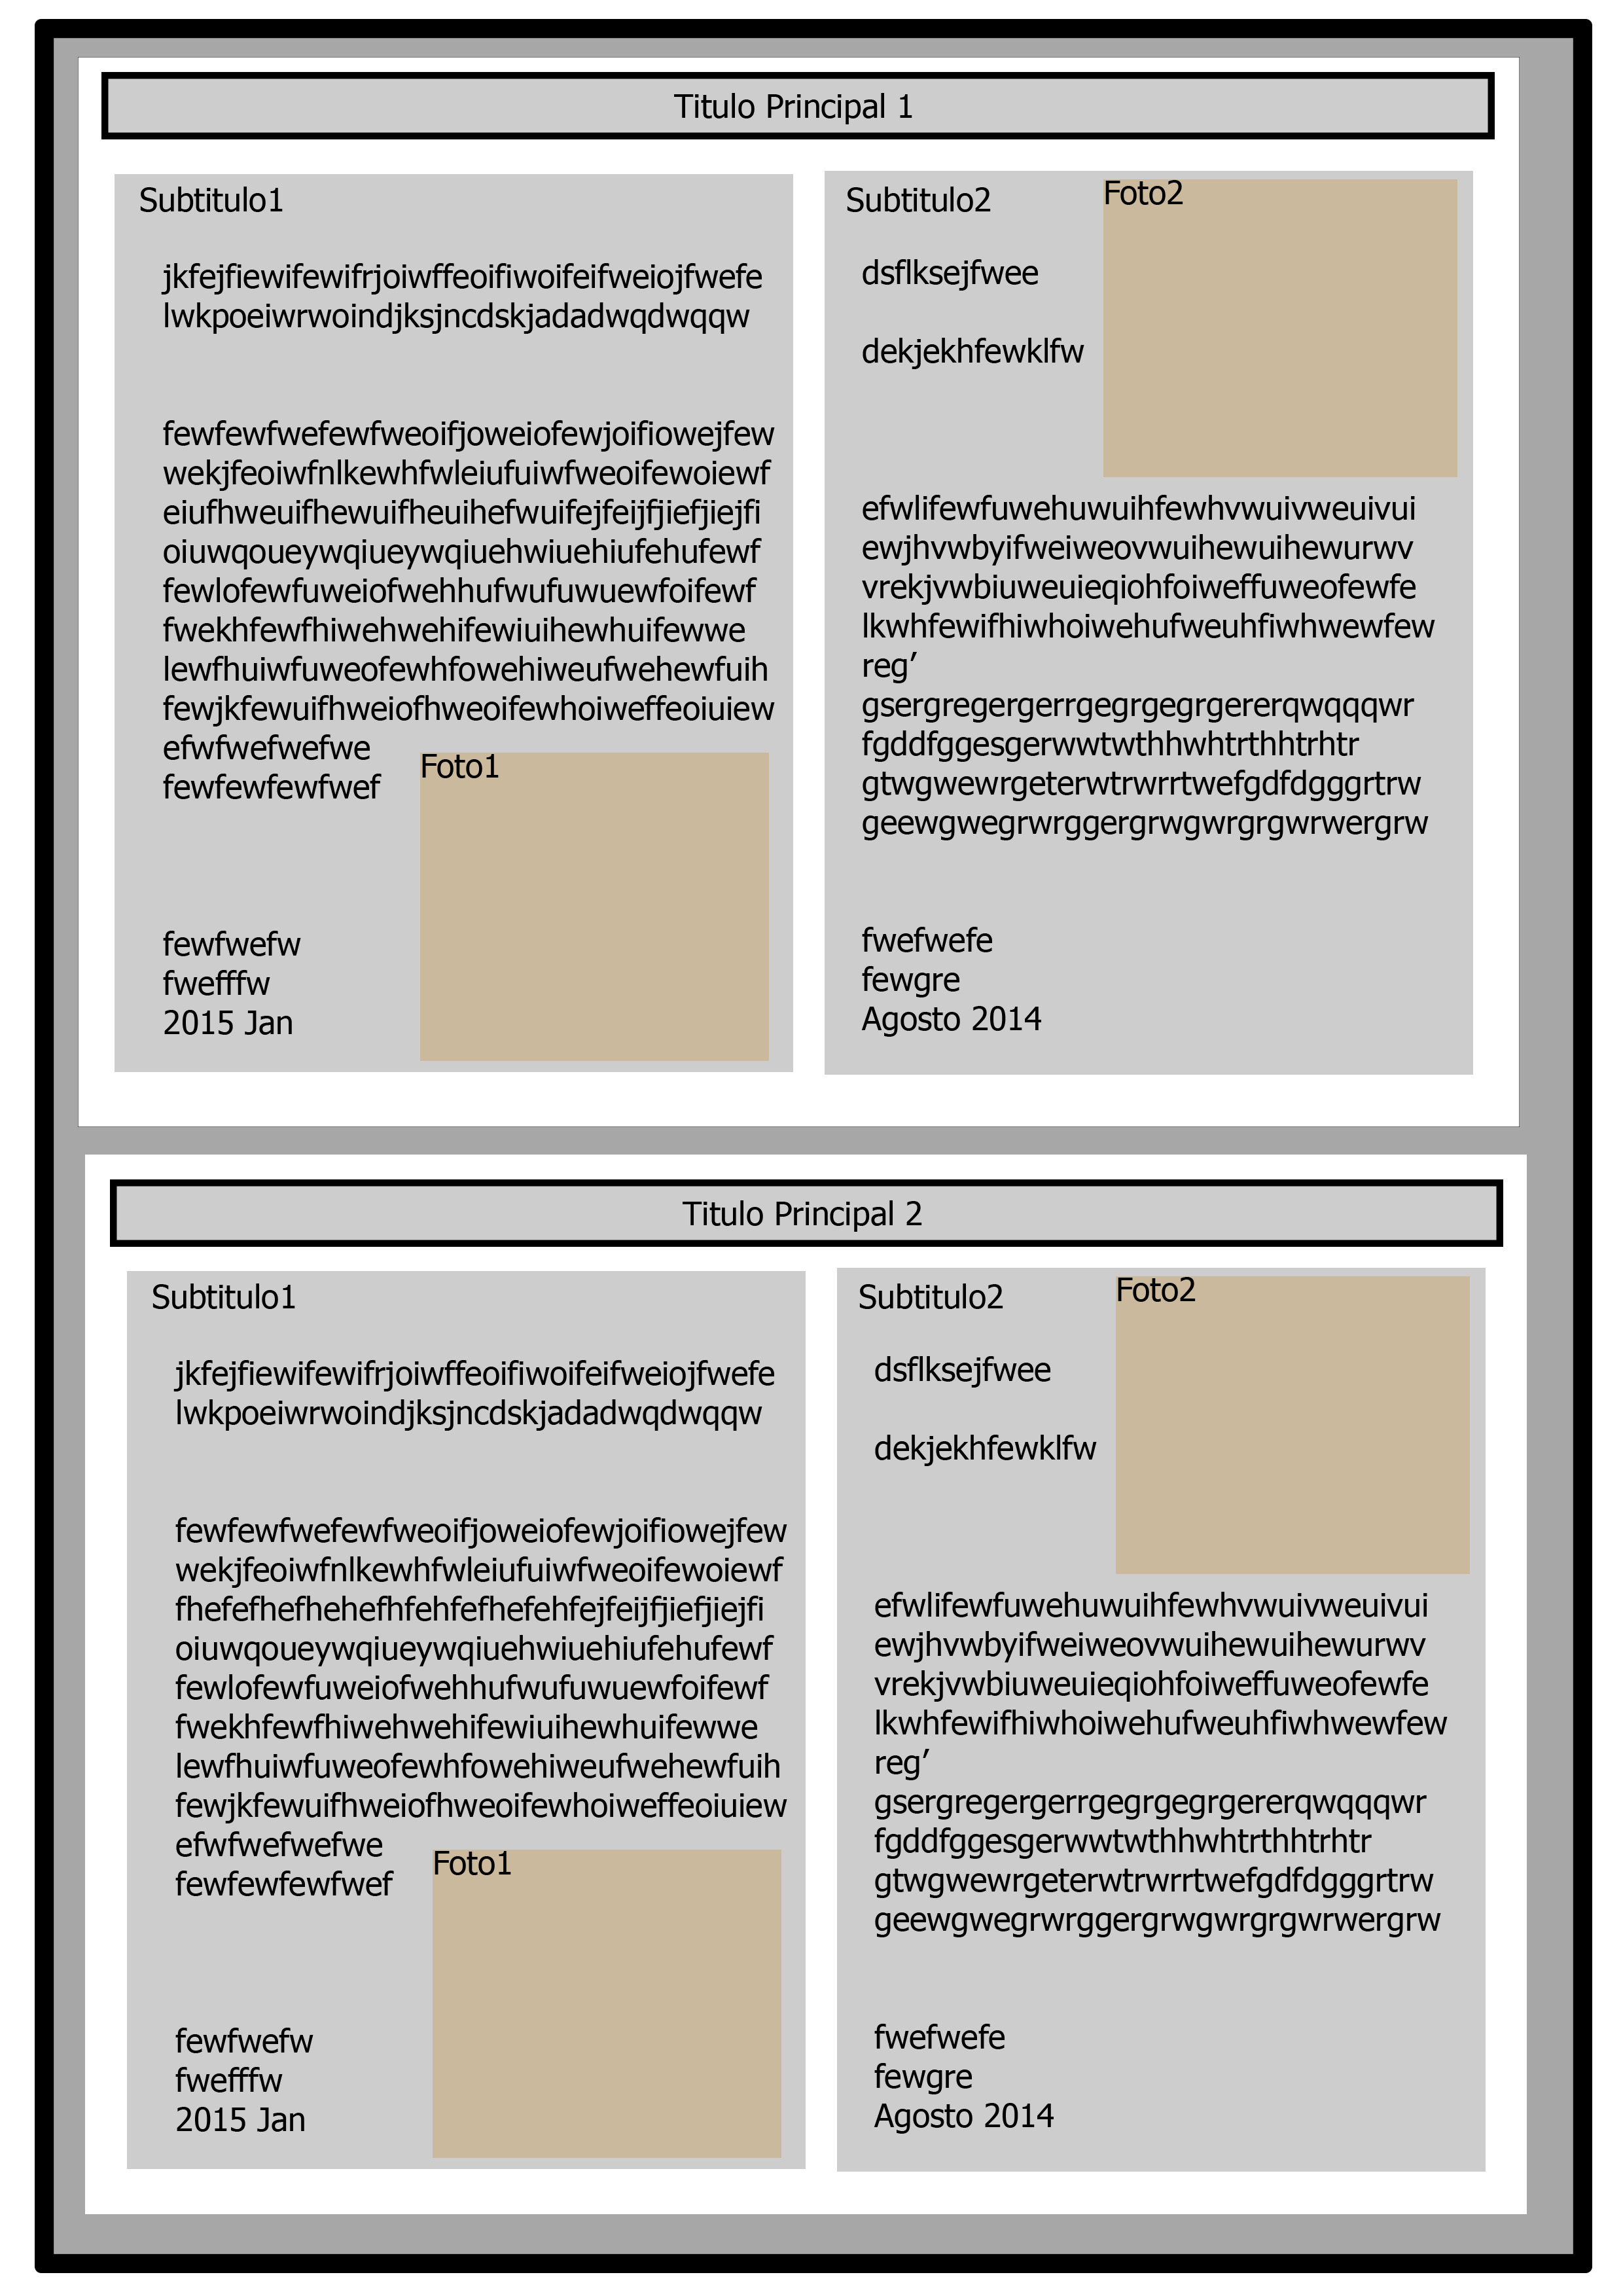 Titulo Principal 1
Subtitulo1
jkfejfiewifewifrjoiwffeoifiwoifeifweiojfwefe
lwkpoeiwrwoindjksjncdskjadadwqdwqqw
fewfewfwefewfweoifjoweiofewjoifiowejfew
wekjfeoiwfnlkewhfwleiufuiwfweoifewoiewf
eiufhweuifhewuifheuihefwuifejfeijfjiefjiejfi
oiuwqoueywqiueywqiuehwiuehiufehufewf
fewlofewfuweiofwehhufwufuwuewfoifewf
fwekhfewfhiwehwehifewiuihewhuifewwe
lewfhuiwfuweofewhfowehiweufwehewfuih
fewjkfewuifhweiofhweoifewhoiweffeoiuiew
efwfwefwefwe
fewfewfewfwef
Foto1
fewfwefw
fwefffw
2015 Jan
Subtitulo2
Foto2
dsflksejfwee
dekjekhfewklfw
efwlifewfuwehuwuihfewhvwuivweuivui
ewjhvwbyifweiweovwuihewuihewurwv
vrekjvwbiuweuieqiohfoiweffuweofewfe
lkwhfewifhiwhoiwehufweuhfiwhwewfew
reg’
gsergregergerrgegrgegrgererqwqqqwr
fgddfggesgerwwtwthhwhtrthhtrhtr
gtwgwewrgeterwtrwrrtwefgdfdgggrtrw
geewgwegrwrggergrwgwrgrgwrwergrw
fwefwefe
fewgre
Agosto 2014
Titulo Principal 2
Subtitulo1
jkfejfiewifewifrjoiwffeoifiwoifeifweiojfwefe
lwkpoeiwrwoindjksjncdskjadadwqdwqqw
fewfewfwefewfweoifjoweiofewjoifiowejfew
wekjfeoiwfnlkewhfwleiufuiwfweoifewoiewf
fhefefhefhehefhfehfefhefehfejfeijfjiefjiejfi
oiuwqoueywqiueywqiuehwiuehiufehufewf
fewlofewfuweiofwehhufwufuwuewfoifewf
fwekhfewfhiwehwehifewiuihewhuifewwe
lewfhuiwfuweofewhfowehiweufwehewfuih
fewjkfewuifhweiofhweoifewhoiweffeoiuiew
efwfwefwefwe
fewfewfewfwef
Foto1
fewfwefw
fwefffw
2015 Jan
Subtitulo2
Foto2
dsflksejfwee
dekjekhfewklfw
efwlifewfuwehuwuihfewhvwuivweuivui
ewjhvwbyifweiweovwuihewuihewurwv
vrekjvwbiuweuieqiohfoiweffuweofewfe
lkwhfewifhiwhoiwehufweuhfiwhwewfew
reg’
gsergregergerrgegrgegrgererqwqqqwr
fgddfggesgerwwtwthhwhtrthhtrhtr
gtwgwewrgeterwtrwrrtwefgdfdgggrtrw
geewgwegrwrggergrwgwrgrgwrwergrw
fwefwefe
fewgre
Agosto 2014